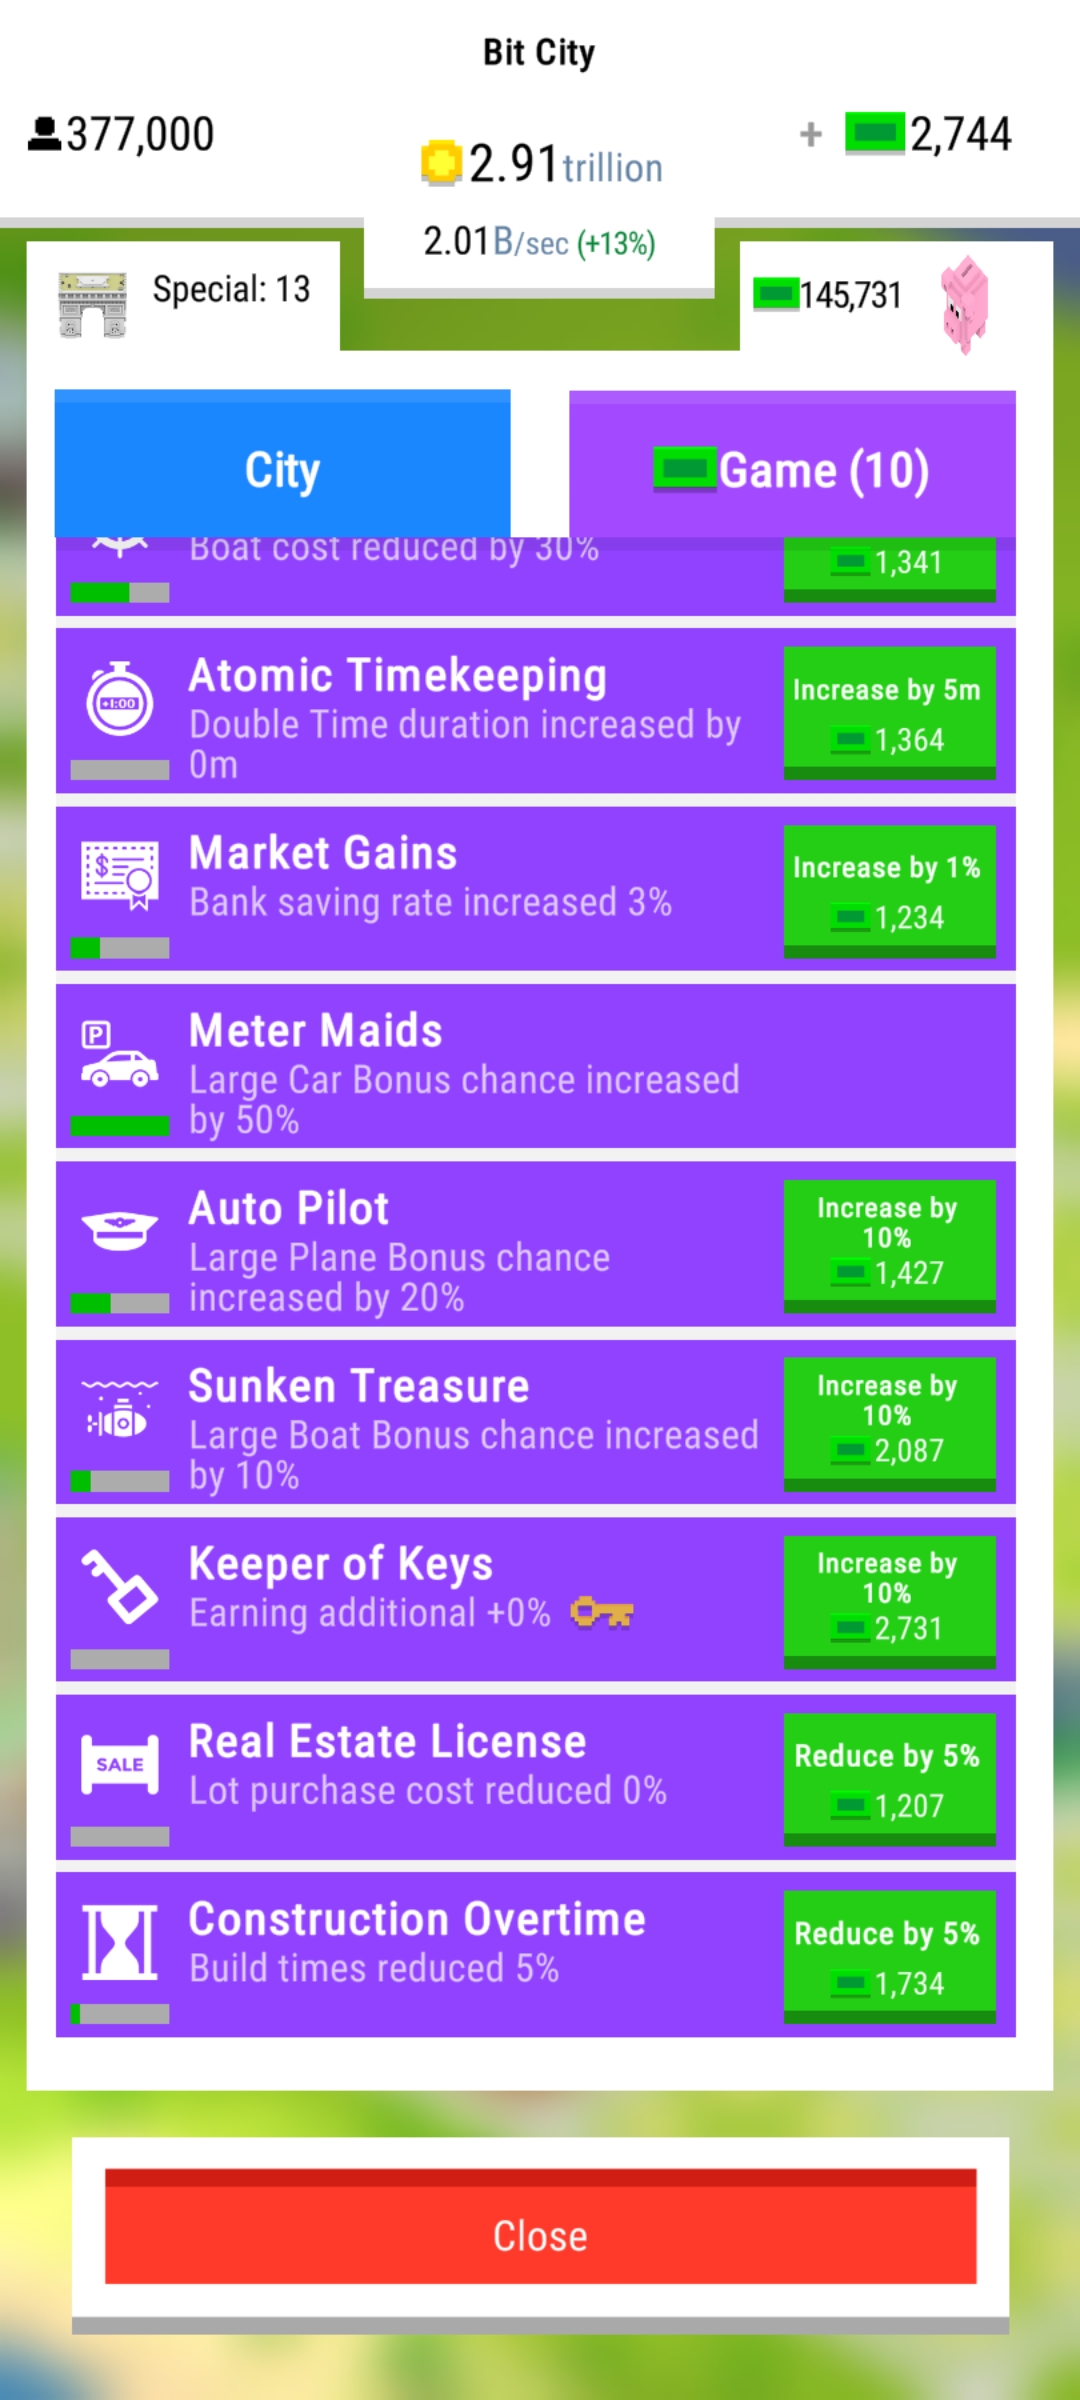 Bit City
377,000
2.91trillion
+ 2,744
2.01B/sec (+13%)
Special: 13
145,731
City
Game (10)
Boat cost reduced by 30%
1,341
Atomic Timekeeping
Double Time duration increased by
0m
Increase by 5m
1,364
Market Gains
Bank saving rate increased 3%
Increase by 1%
1,234
Meter Maids
Large Car Bonus chance increased
by 50%
Auto Pilot
Large Plane Bonus chance
increased by 20%
Increase by
10%
1,427
Sunken Treasure
Large Boat Bonus chance increased
by 10%
Increase by
10%
2,087
Keeper of Keys
Earning additional +0%
Increase by
10%
2,731
SALE
Real Estate License
Lot purchase cost reduced 0%
Reduce by 5%
1,207
Construction Overtime
Build times reduced 5%
Reduce by 5%
1,734
Close